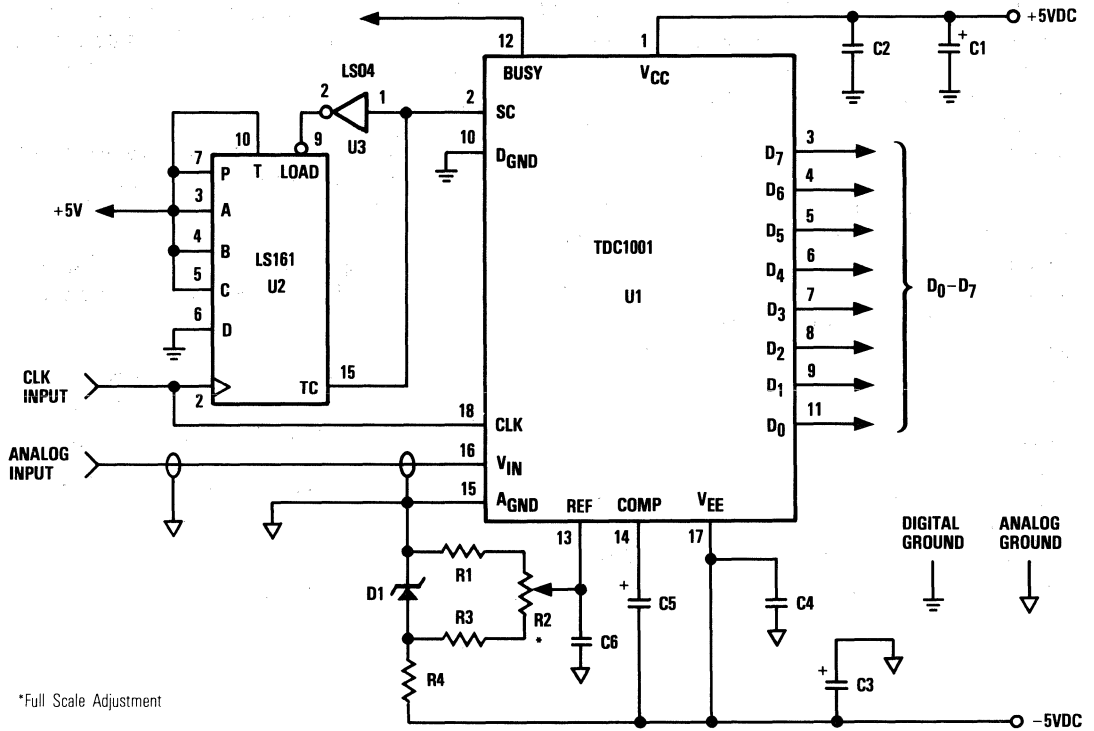 +5VDC
12
1
C2
+
C1
LS04
BUSY
VCC
2
1
2
SC
U3
10
9
10
DGND
D7
3
7
P
T
LOAD
D6
4
+5V
3
A
D5
5
4
B
LS161
TDC1001
D4
6
5
C
U2
U1
D3
7
D0–D7
6
D
D2
8
CLK
INPUT
2
TC
15
D1
9
18
CLK
D0
11
ANALOG
INPUT
16
VIN
15
AGND
REF
COMP
VEE
13
14
17
DIGITAL
GROUND
ANALOG
GROUND
R1
D1
R2
*
R3
C6
+
C5
C4
R4
+
C3
*Full Scale Adjustment
−5VDC